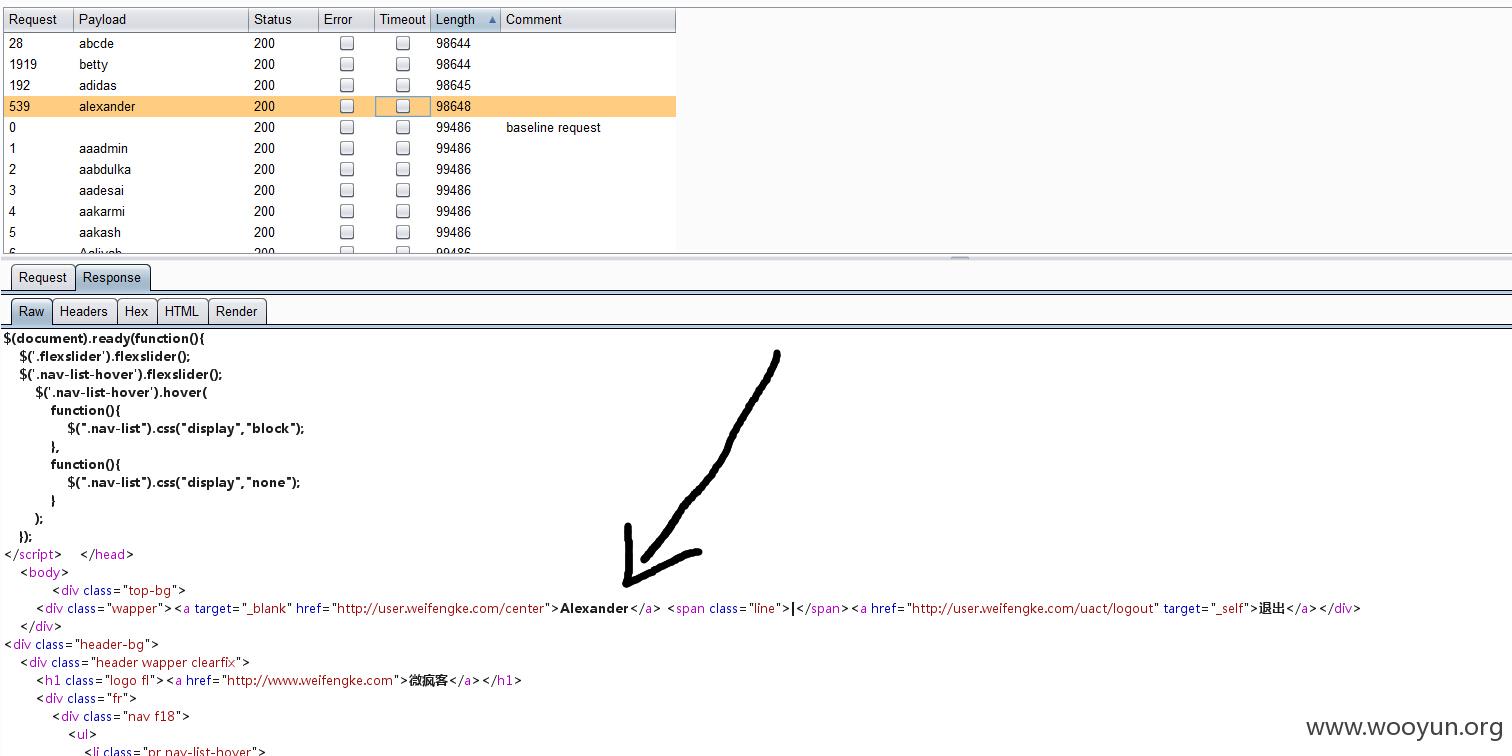 Request Payload Status Error Timeout Length Comment
28 abcde 200 98644
1919 betty 200 98644
192 adidas 200 98645
539 alexander 200 98648
0 200 99486 baseline request
1 aaadmin 200 99486
2 aabdulka 200 99486
3 aadesai 200 99486
4 aakarmi 200 99486
5 aakash 200 99486
6 Aaliyah 200 99486
Request Response
Raw Headers Hex HTML Render
$(document).ready(function(){
$('.flexslider').flexslider();
$('.nav-list-hover').flexslider();
$('.nav-list-hover').hover(
function(){
$(".nav-list").css("display","block");
},
function(){
$(".nav-list").css("display","none");
}
);
});
</script> </head>
<body>
<div class="top-bg">
<div class="wapper"><a target="_blank" href="http://user.weifengke.com/center">Alexander</a> <span class="line">|</span><a href="http://user.weifengke.com/uact/logout" target="_self">退出</a></div>
</div>
<div class="header-bg">
<div class="header wapper clearfix">
<h1 class="logo fl"><a href="http://www.weifengke.com">微疯客</a></h1>
<div class="fr">
<div class="nav f18">
<ul>
<li class="pr nav-list-hover">
www.wooyun.org